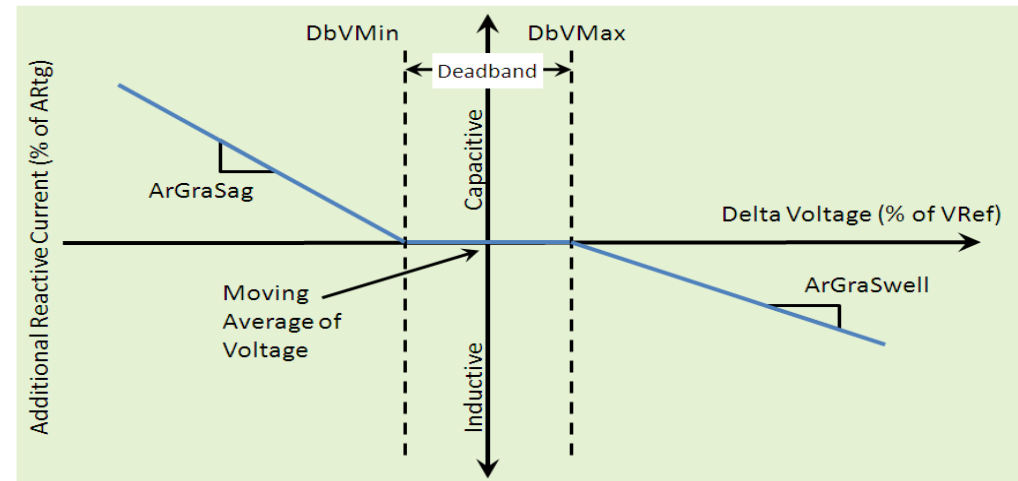 DbVMin
DbVMax
Deadband
Additional Reactive Current (% of ARtg)
Capacitive
ArGraSag
Delta Voltage (% of VRef)
Moving
Average of
Voltage
ArGraSwell
Inductive